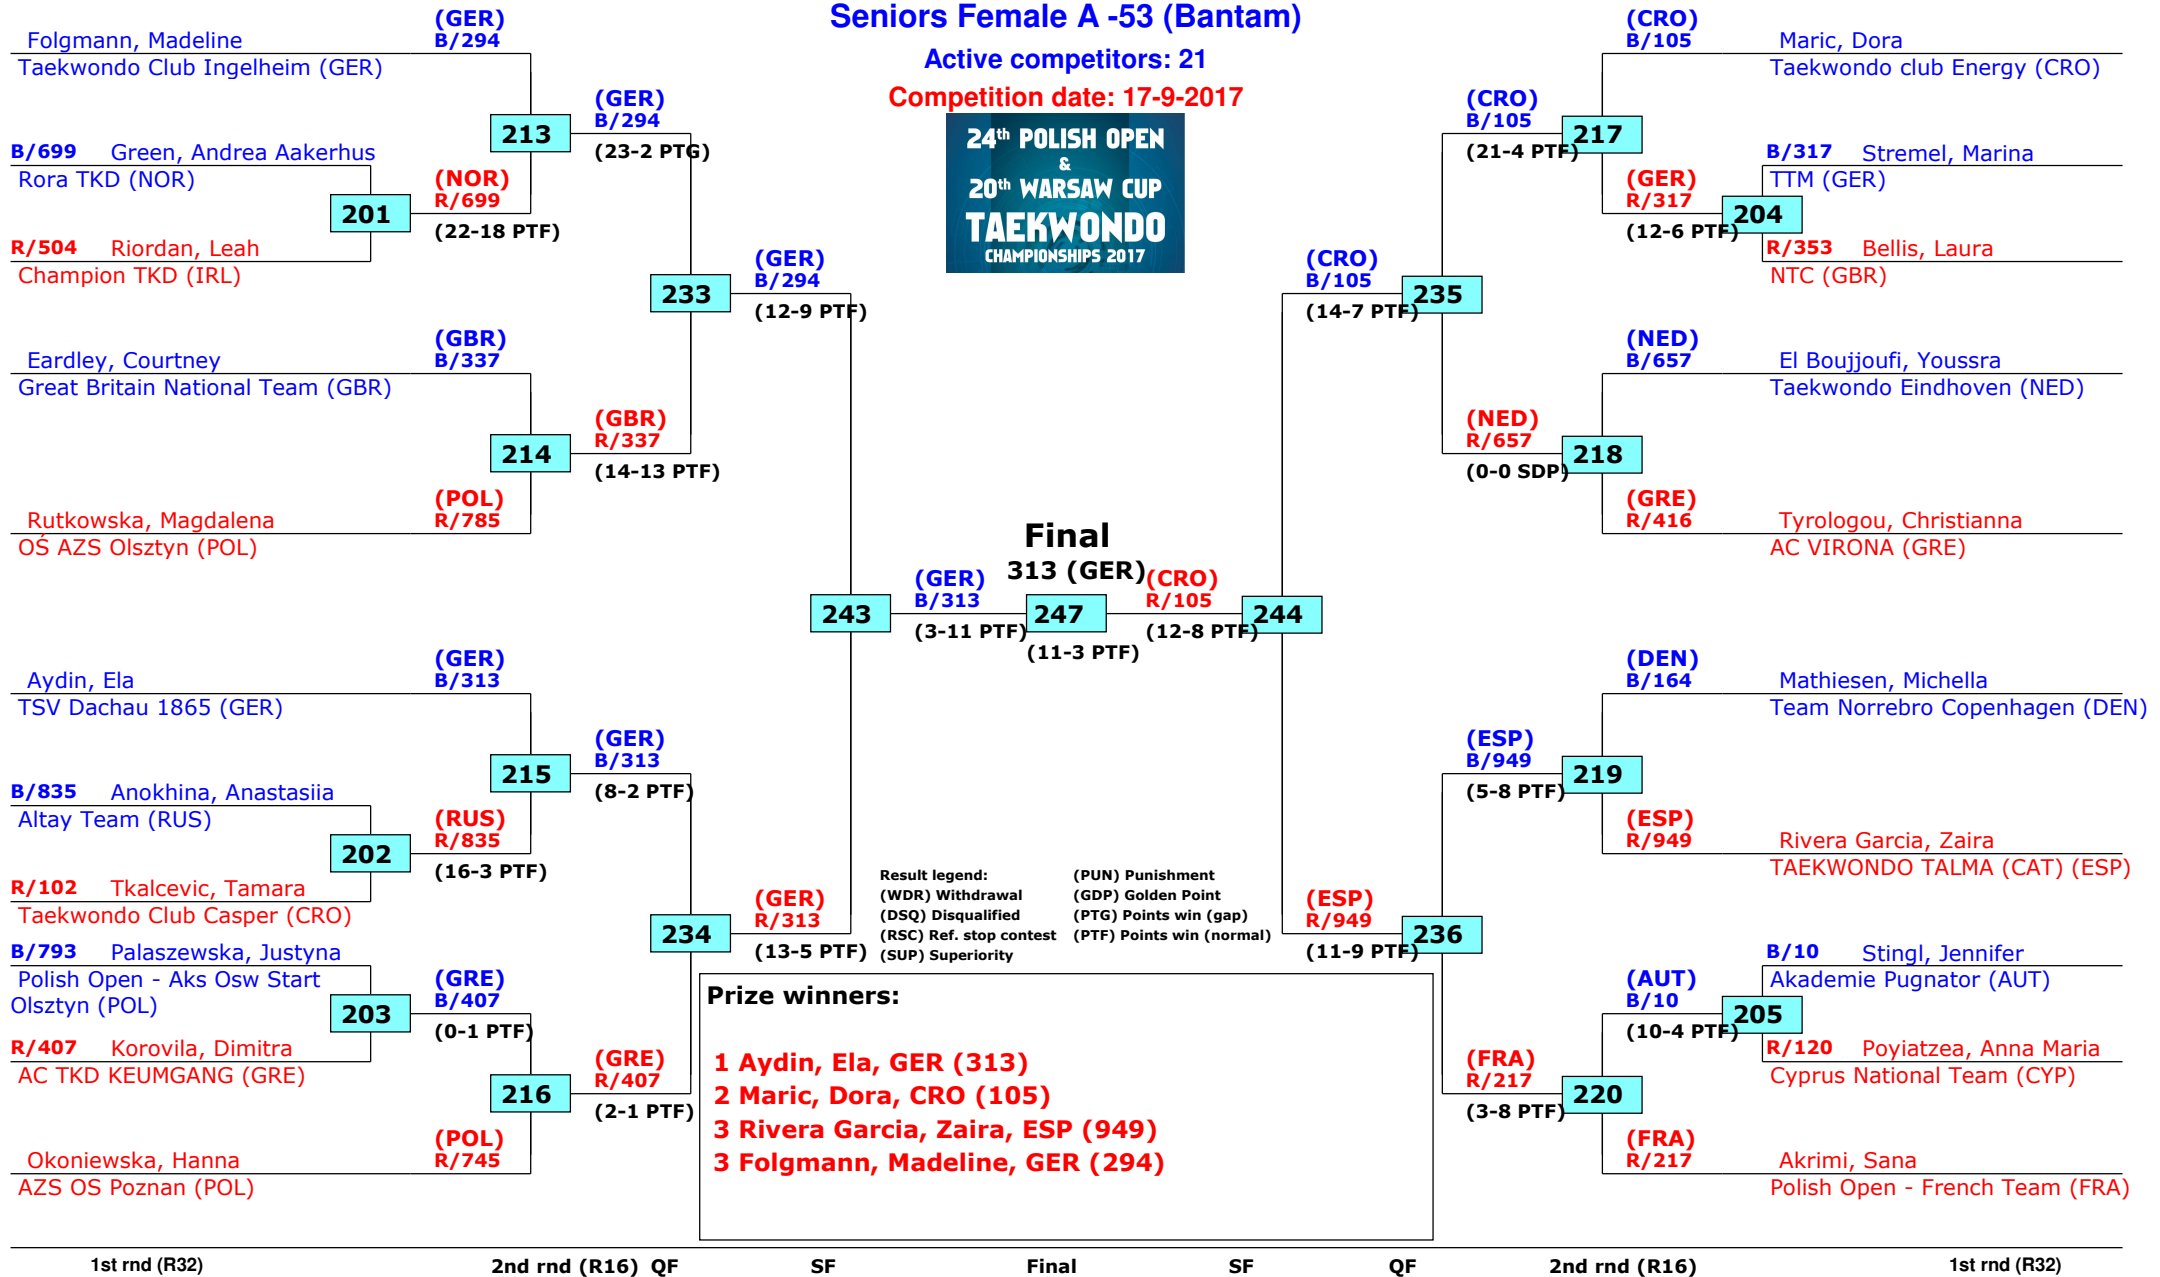 Seniors Female A -53 (Bantam)
Active competitors: 21
Competition date: 17-9-2017
24th POLISH OPEN
&
20th WARSAW CUP
TAEKWONDO
CHAMPIONSHIPS 2017
(GER)
Folgmann, Madeline B/294
Taekwondo Club Ingelheim (GER)
(GER)
B/294
213
(23-2 PTG)
B/699 Green, Andrea Aakerhus
Rora TKD (NOR)
(NOR)
R/699
201
(22-18 PTF)
R/504 Riordan, Leah
Champion TKD (IRL)
(GER)
B/294
233
(12-9 PTF)
(GBR)
Eardley, Courtney B/337
Great Britain National Team (GBR)
(GBR)
R/337
214
(14-13 PTF)
(POL)
Rutkowska, Magdalena R/785
OŚ AZS Olsztyn (POL)
243
(GER)
B/313
(3-11 PTF)
(GER)
Aydin, Ela B/313
TSV Dachau 1865 (GER)
(GER)
B/313
215
(8-2 PTF)
B/835 Anokhina, Anastasiia
Altay Team (RUS)
(RUS)
R/835
202
(16-3 PTF)
R/102 Tkalcevic, Tamara
Taekwondo Club Casper (CRO)
(GER)
R/313
234
(13-5 PTF)
B/793 Palaszewska, Justyna
Polish Open - Aks Osw Start
Olsztyn (POL)
(GRE)
B/407
203
(0-1 PTF)
R/407 Korovila, Dimitra
AC TKD KEUMGANG (GRE)
(GRE)
R/407
216
(2-1 PTF)
(POL)
Okoniewska, Hanna R/745
AZS OS Poznan (POL)
Final
313 (GER)
247
(11-3 PTF)
(CRO)
R/105
244
(12-8 PTF)
(CRO)
B/105 Maric, Dora
Taekwondo club Energy (CRO)
(CRO)
B/105
217
(21-4 PTF)
B/317 Stremel, Marina
TTM (GER)
(GER)
R/317
204
(12-6 PTF)
R/353 Bellis, Laura
NTC (GBR)
(CRO)
B/105
235
(14-7 PTF)
(NED)
B/657 El Boujjoufi, Youssra
Taekwondo Eindhoven (NED)
(NED)
R/657
218
(0-0 SDP)
(GRE)
R/416 Tyrologou, Christianna
AC VIRONA (GRE)
(DEN)
B/164 Mathiesen, Michella
Team Norrebro Copenhagen (DEN)
(ESP)
B/949
219
(5-8 PTF)
(ESP)
R/949 Rivera Garcia, Zaira
TAEKWONDO TALMA (CAT) (ESP)
(ESP)
R/949
236
(11-9 PTF)
B/10 Stingl, Jennifer
Akademie Pugnator (AUT)
(AUT)
B/10
205
(10-4 PTF)
R/120 Poyiatzea, Anna Maria
Cyprus National Team (CYP)
(FRA)
R/217
220
(3-8 PTF)
(FRA)
R/217 Akrimi, Sana
Polish Open - French Team (FRA)
Result legend: (PUN) Punishment
(WDR) Withdrawal (GDP) Golden Point
(DSQ) Disqualified (PTG) Points win (gap)
(RSC) Ref. stop contest (PTF) Points win (normal)
(SUP) Superiority
Prize winners:
1 Aydin, Ela, GER (313)
2 Maric, Dora, CRO (105)
3 Rivera Garcia, Zaira, ESP (949)
3 Folgmann, Madeline, GER (294)
1st rnd (R32) 2nd rnd (R16) QF SF Final SF QF 2nd rnd (R16) 1st rnd (R32)